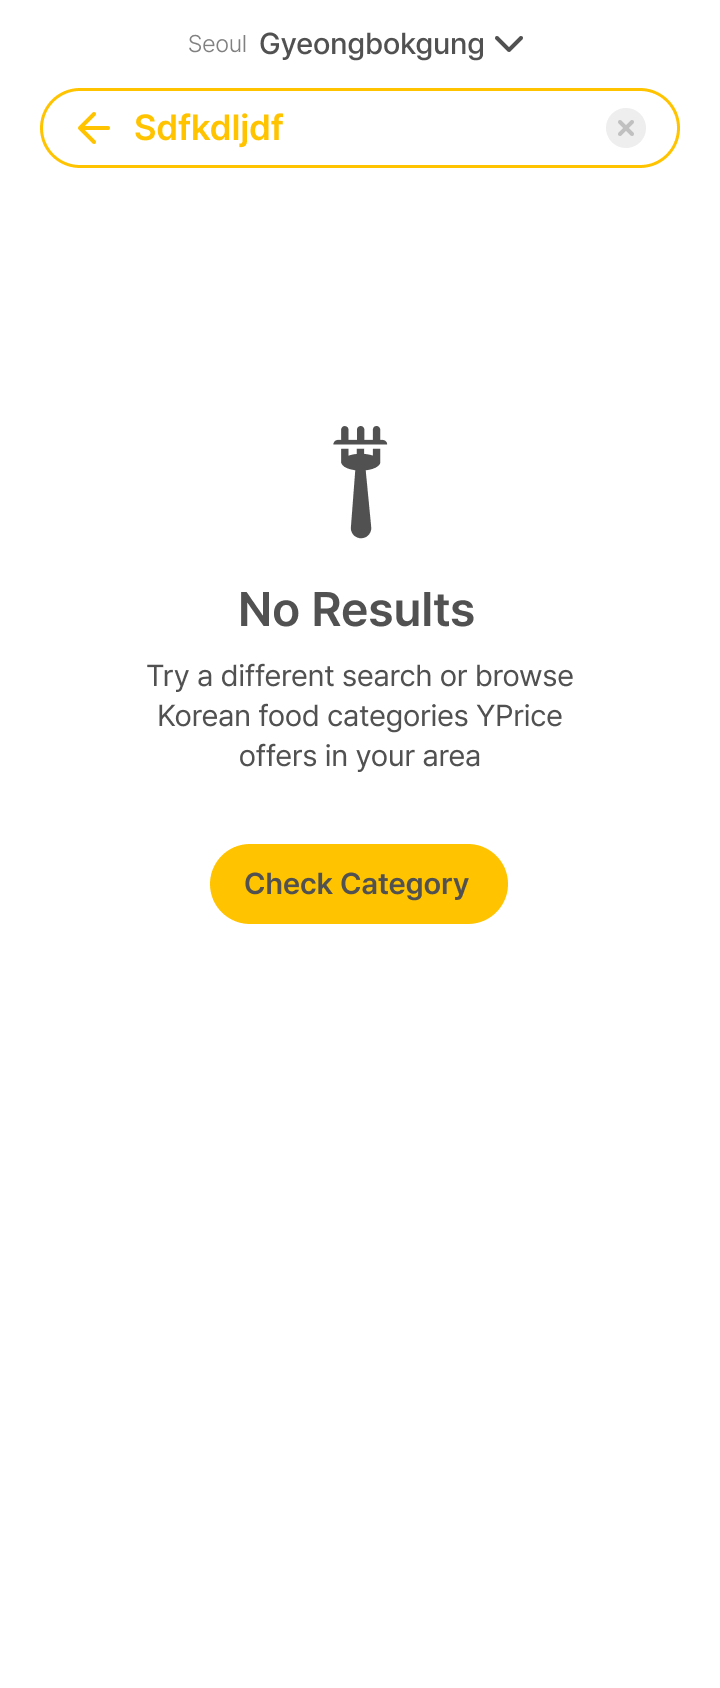 Seoul Gyeongbokgung
Sdfkdljdf
No Results
Try a different search or browse
Korean food categories YPrice
offers in your area
Check Category